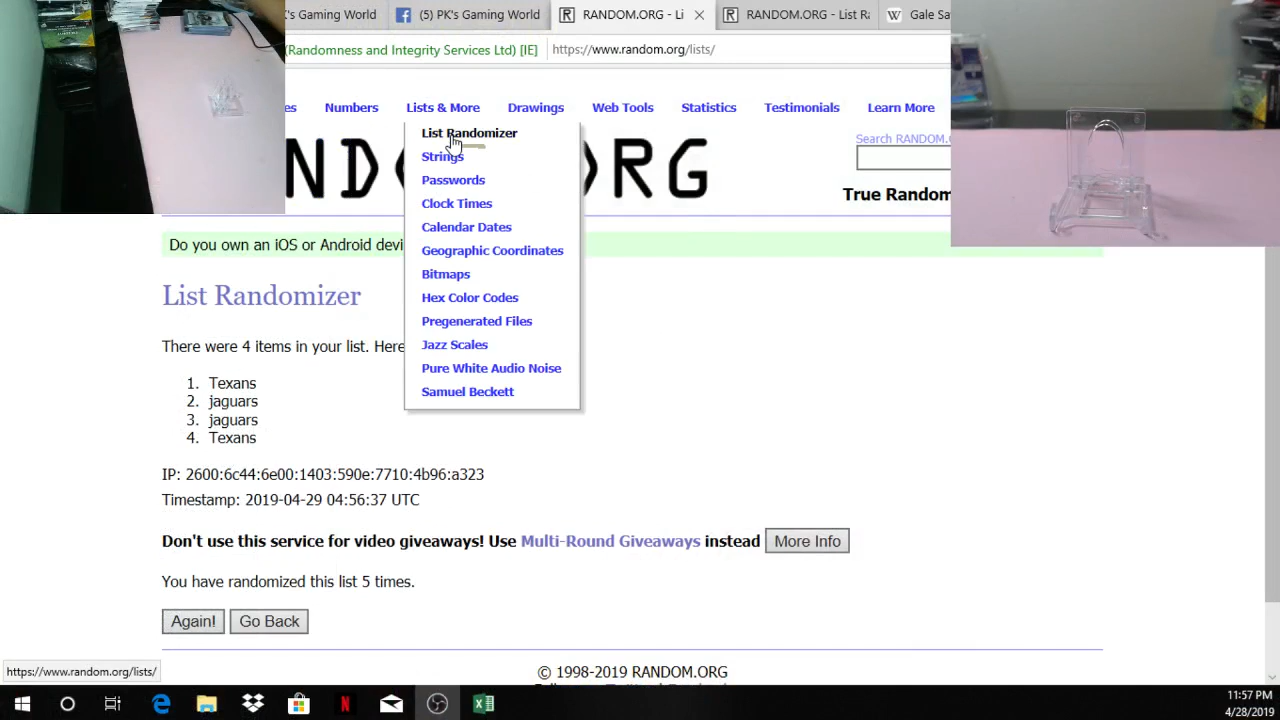 K's Gaming World
(5) PK's Gaming World
RANDOM.ORG - Li
RANDOM.ORG - List Ra
W Gale Sa
(Randomness and Integrity Services Ltd) [IE]
https://www.random.org/lists/
es
Numbers
Lists & More
Drawings
Web Tools
Statistics
Testimonials
Learn More
List Randomizer
Strings
Passwords
Clock Times
Calendar Dates
Geographic Coordinates
Bitmaps
Hex Color Codes
Pregenerated Files
Jazz Scales
Pure White Audio Noise
Samuel Beckett
Search RANDOM.O
True Random
Do you own an iOS or Android devi
List Randomizer
There were 4 items in your list. Here
1. Texans
2. jaguars
3. jaguars
4. Texans
IP: 2600:6c44:6e00:1403:590e:7710:4b96:a323
Timestamp: 2019-04-29 04:56:37 UTC
Don't use this service for video giveaways! Use Multi-Round Giveaways instead
More Info
You have randomized this list 5 times.
Again!
Go Back
© 1998-2019 RANDOM.ORG
https://www.random.org/lists/
11:57 PM
4/28/2019